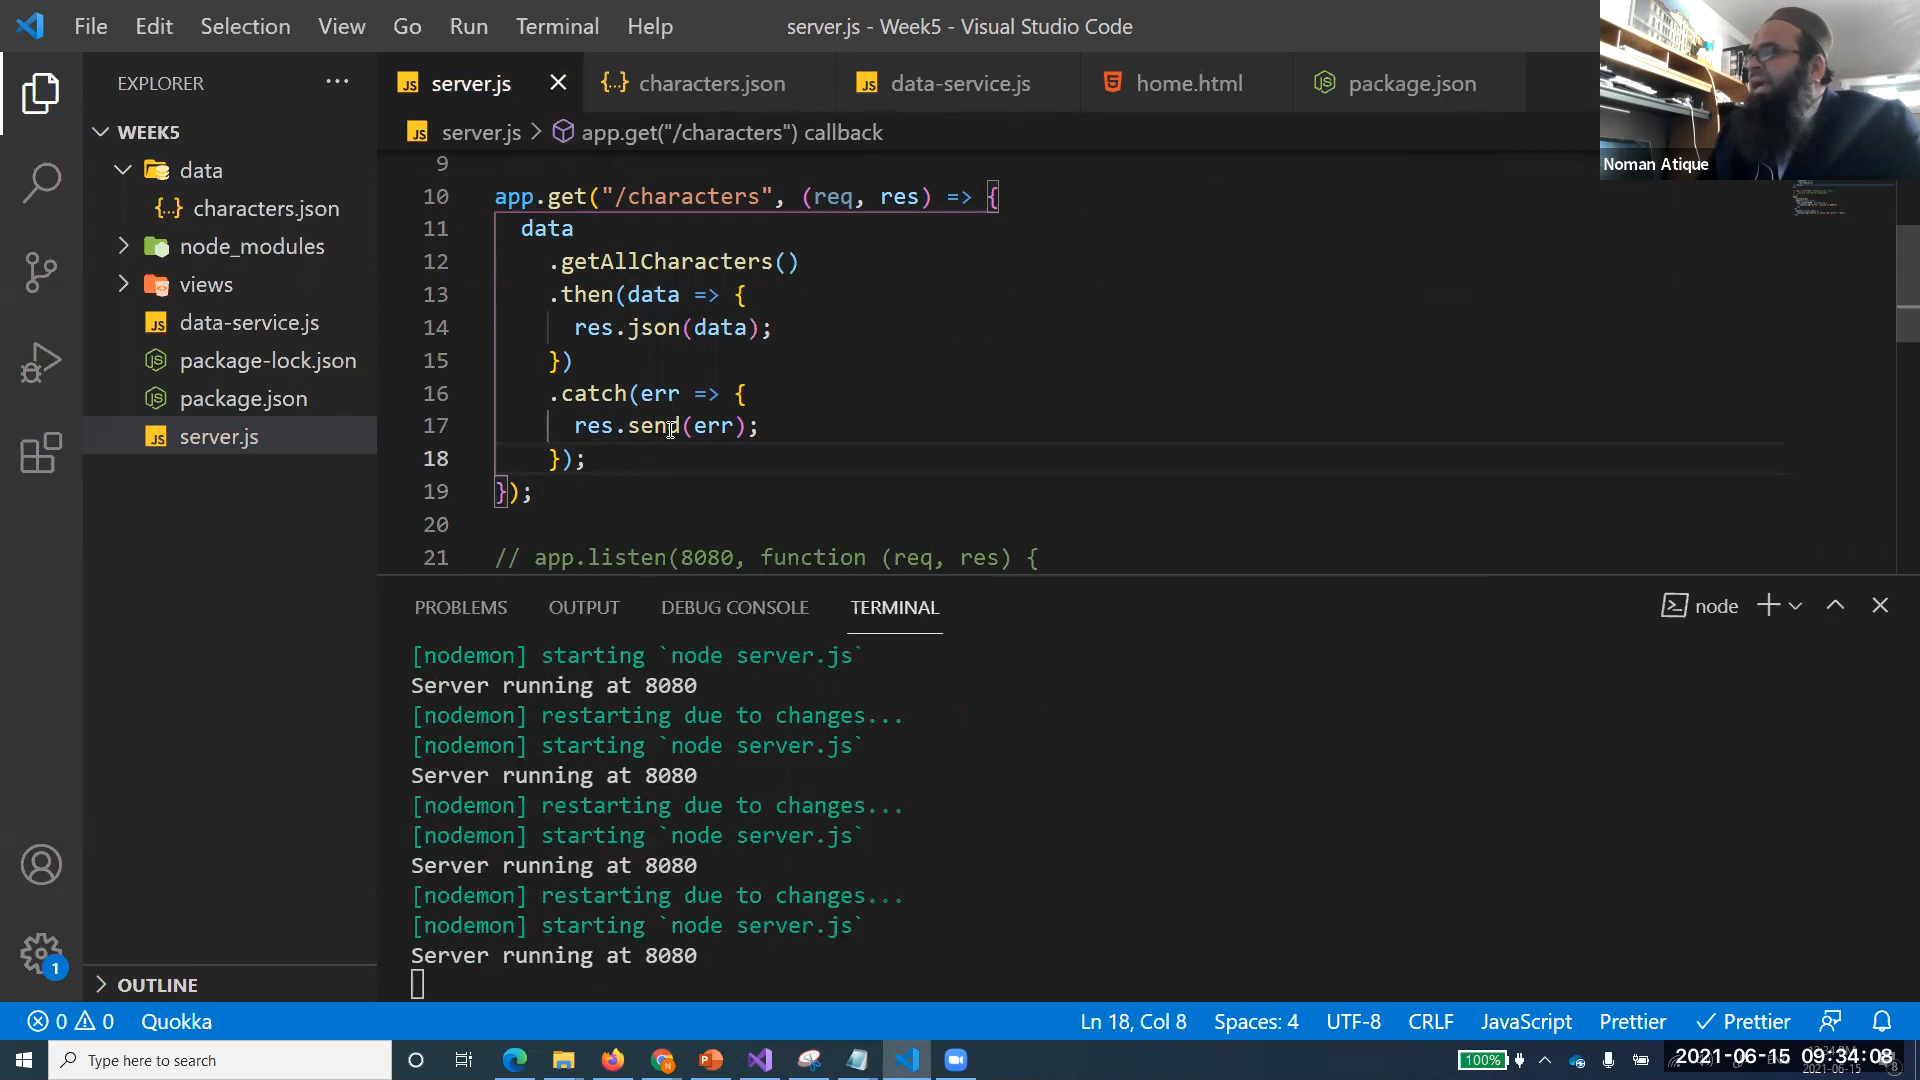 File Edit Selection View Go Run Terminal Help
server.js - Week5 - Visual Studio Code
Noman Atique
EXPLORER
WEEK5
data
characters.json
node_modules
views
data-service.js
package-lock.json
package.json
server.js
OUTLINE
server.js characters.json data-service.js home.html package.json
server.js > app.get("/characters") callback
9
10 app.get("/characters", (req, res) => {
11 data
12 .getAllCharacters()
13 .then(data => {
14 res.json(data);
15 })
16 .catch(err => {
17 res.send(err);
18 });
19 });
20
21 // app.listen(8080, function (req, res) {
PROBLEMS OUTPUT DEBUG CONSOLE TERMINAL
node
[nodemon] starting `node server.js`
Server running at 8080
[nodemon] restarting due to changes...
[nodemon] starting `node server.js`
Server running at 8080
[nodemon] restarting due to changes...
[nodemon] starting `node server.js`
Server running at 8080
[nodemon] restarting due to changes...
[nodemon] starting `node server.js`
Server running at 8080
1
0 0 Quokka Ln 18, Col 8 Spaces: 4 UTF-8 CRLF JavaScript Prettier Prettier
Type here to search
100%
2021-06-15 09:34:08
2021-06-15